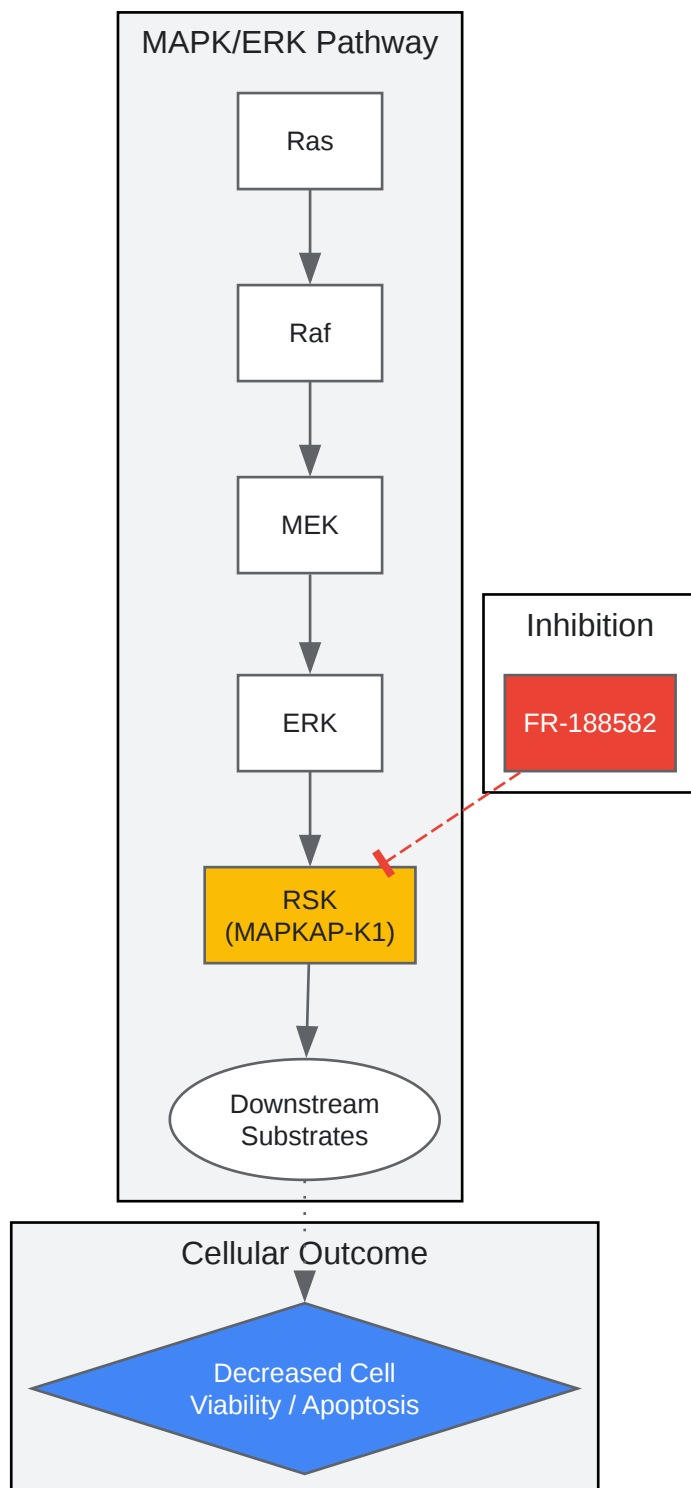 MAPK/ERK Pathway
Ras
Raf
MEK
Inhibition
ERK
FR-188582
RSK
(MAPKAP-K1)
Downstream
Substrates
Cellular Outcome
Decreased Cell
Viability / Apoptosis